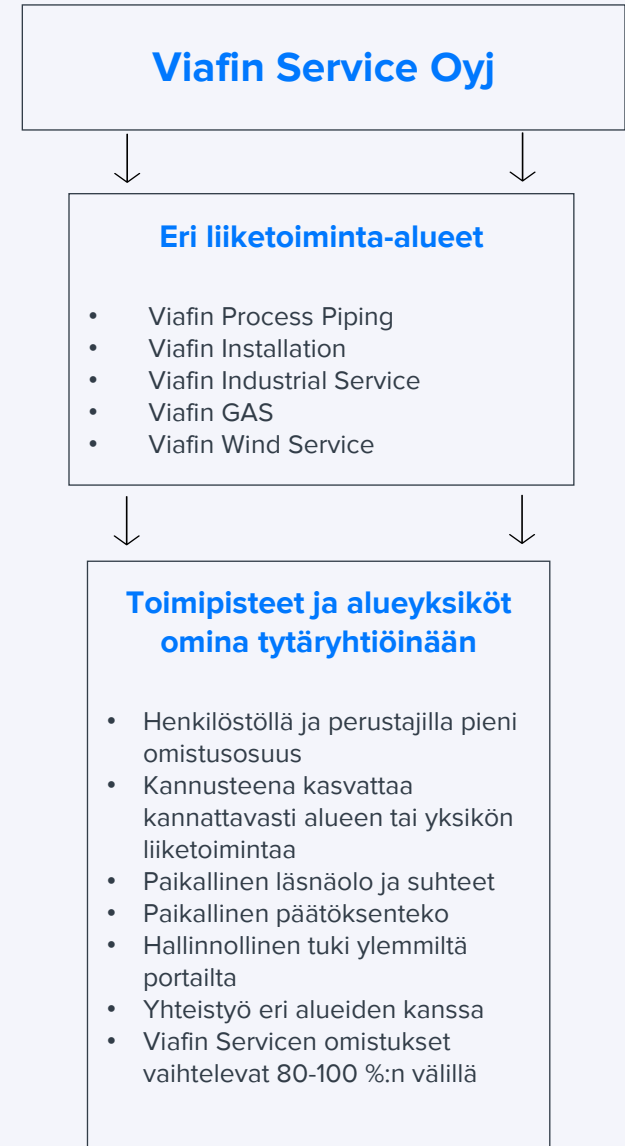 Viafin Service Oyj
Eri liiketoiminta-alueet
• Viafin Process Piping
• Viafin Installation
• Viafin Industrial Service
• Viafin GAS
• Viafin Wind Service
Toimipisteet ja alueyksiköt
omina tytäryhtiöinään
• Henkilöstöllä ja perustajilla pieni
omistusosuus
• Kannusteena kasvattaa
kannattavasti alueen tai yksikön
liiketoimintaa
• Paikallinen läsnäolo ja suhteet
• Paikallinen päätöksenteko
• Hallinnollinen tuki ylemmiltä
portailta
• Yhteistyö eri alueiden kanssa
• Viafin Servicen omistukset
vaihtelevat 80-100 %:n välillä